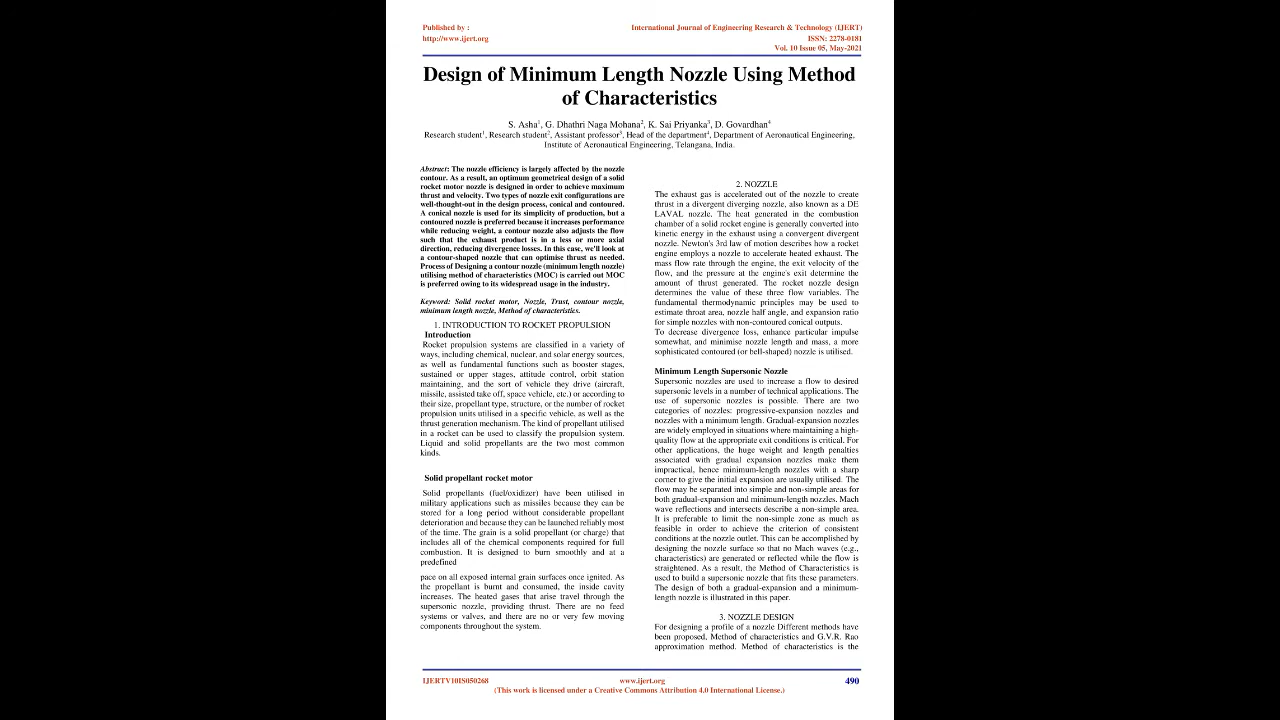 Published by :
http://www.ijert.org
International Journal of Engineering Research & Technology (IJERT)
ISSN: 2278-0181
Vol. 10 Issue 05, May-2021
Design of Minimum Length Nozzle Using Method
of Characteristics
S. Asha1, G. Dhathri Naga Mohana2, K. Sai Priyanka3, D. Govardhan4
Research student1, Research student2, Assistant professor3, Head of the department4, Department of Aeronautical Engineering,
Institute of Aeronautical Engineering, Telangana, India.
Abstract: The nozzle efficiency is largely affected by the nozzle
contour. As a result, an optimum geometrical design of a solid
rocket motor nozzle is designed in order to achieve maximum
thrust and velocity. Two types of nozzle exit configurations are
well-thought-out in the design process, conical and contoured.
A conical nozzle is used for its simplicity of production, but a
contoured nozzle is preferred because it increases performance
while reducing weight, a contour nozzle also adjusts the flow
such that the exhaust product is in a less or more axial
direction, reducing divergence losses. In this case, we'll look at
a contour-shaped nozzle that can optimise thrust as needed.
Process of Designing a contour nozzle (minimum length nozzle)
utilising method of characteristics (MOC) is carried out MOC
is preferred owing to its widespread usage in the industry.
Keyword: Solid rocket motor, Nozzle, Trust, contour nozzle,
minimum length nozzle, Method of characteristics.
1. INTRODUCTION TO ROCKET PROPULSION
Introduction
Rocket propulsion systems are classified in a variety of
ways, including chemical, nuclear, and solar energy sources,
as well as fundamental functions such as booster stages,
sustained or upper stages, attitude control, orbit station
maintaining, and the sort of vehicle they drive (aircraft,
missile, assisted take off, space vehicle, etc.) or according to
their size, propellant type, structure, or the number of rocket
propulsion units utilised in a specific vehicle, as well as the
thrust generation mechanism. The kind of propellant utilised
in a rocket can be used to classify the propulsion system.
Liquid and solid propellants are the two most common
kinds.
Solid propellant rocket motor
Solid propellants (fuel/oxidizer) have been utilised in
military applications such as missiles because they can be
stored for a long period without considerable propellant
deterioration and because they can be launched reliably most
of the time. The grain is a solid propellant (or charge) that
includes all of the chemical components required for full
combustion. It is designed to burn smoothly and at a
predefined
pace on all exposed internal grain surfaces once ignited. As
the propellant is burnt and consumed, the inside cavity
increases. The heated gases that arise travel through the
supersonic nozzle, providing thrust. There are no feed
systems or valves, and there are no or very few moving
components throughout the system.
2. NOZZLE
The exhaust gas is accelerated out of the nozzle to create
thrust in a divergent diverging nozzle, also known as a DE
LAVAL nozzle. The heat generated in the combustion
chamber of a solid rocket engine is generally converted into
kinetic energy in the exhaust using a convergent divergent
nozzle. Newton's 3rd law of motion describes how a rocket
engine employs a nozzle to accelerate heated exhaust. The
mass flow rate through the engine, the exit velocity of the
flow, and the pressure at the engine's exit determine the
amount of thrust generated. The rocket nozzle design
determines the value of these three flow variables. The
fundamental thermodynamic principles may be used to
estimate throat area, nozzle half angle, and expansion ratio
for simple nozzles with non-contoured conical outputs.
To decrease divergence loss, enhance particular impulse
somewhat, and minimise nozzle length and mass, a more
sophisticated contoured (or bell-shaped) nozzle is utilised.
Minimum Length Supersonic Nozzle
Supersonic nozzles are used to increase a flow to desired
supersonic levels in a number of technical applications. The
use of supersonic nozzles is possible. There are two
categories of nozzles: progressive-expansion nozzles and
nozzles with a minimum length. Gradual-expansion nozzles
are widely employed in situations where maintaining a high-
quality flow at the appropriate exit conditions is critical. For
other applications, the huge weight and length penalties
associated with gradual expansion nozzles make them
impractical, hence minimum-length nozzles with a sharp
corner to give the initial expansion are usually utilised. The
flow may be separated into simple and non-simple areas for
both gradual-expansion and minimum-length nozzles. Mach
wave reflections and intersects describe a non-simple area.
It is preferable to limit the non-simple zone as much as
feasible in order to achieve the criterion of consistent
conditions at the nozzle outlet. This can be accomplished by
designing the nozzle surface so that no Mach waves (e.g.,
characteristics) are generated or reflected while the flow is
straightened. As a result, the Method of Characteristics is
used to build a supersonic nozzle that fits these parameters.
The design of both a gradual-expansion and a minimum-
length nozzle is illustrated in this paper.
3. NOZZLE DESIGN
For designing a profile of a nozzle Different methods have
been proposed, Method of characteristics and G.V.R. Rao
approximation method. Method of characteristics is the
IJERTV10IS050268
www.ijert.org
490
(This work is licensed under a Creative Commons Attribution 4.0 International License.)